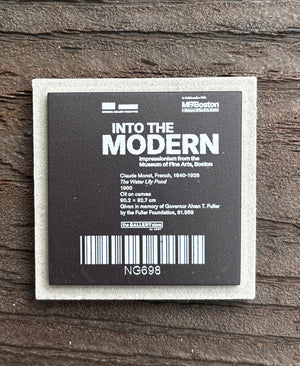 In Collaboration With
MFABoston
INTO THE
MODERN
Impressionism from the
Museum of Fine Arts, Boston
Claude Monet, French, 1840-1926
The Water Lily Pond
1900
Oil on canvas
90.2 × 92.7 cm
Given in memory of Governor Alvan T. Fuller
by the Fuller Foundation, 61.959
NG698